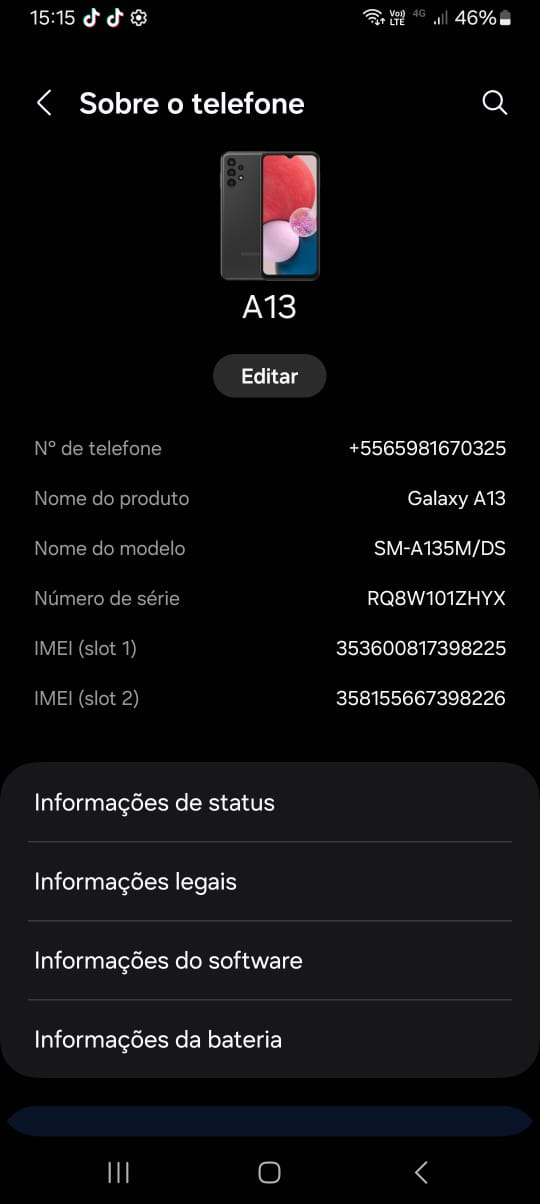 15:15 Vo)) LTE 4G 46%
Sobre o telefone
A13
Editar
Nº de telefone +5565981670325
Nome do produto Galaxy A13
Nome do modelo SM-A135M/DS
Número de série RQ8W101ZHYX
IMEI (slot 1) 353600817398225
IMEI (slot 2) 358155667398226
Informações de status
Informações legais
Informações do software
Informações da bateria